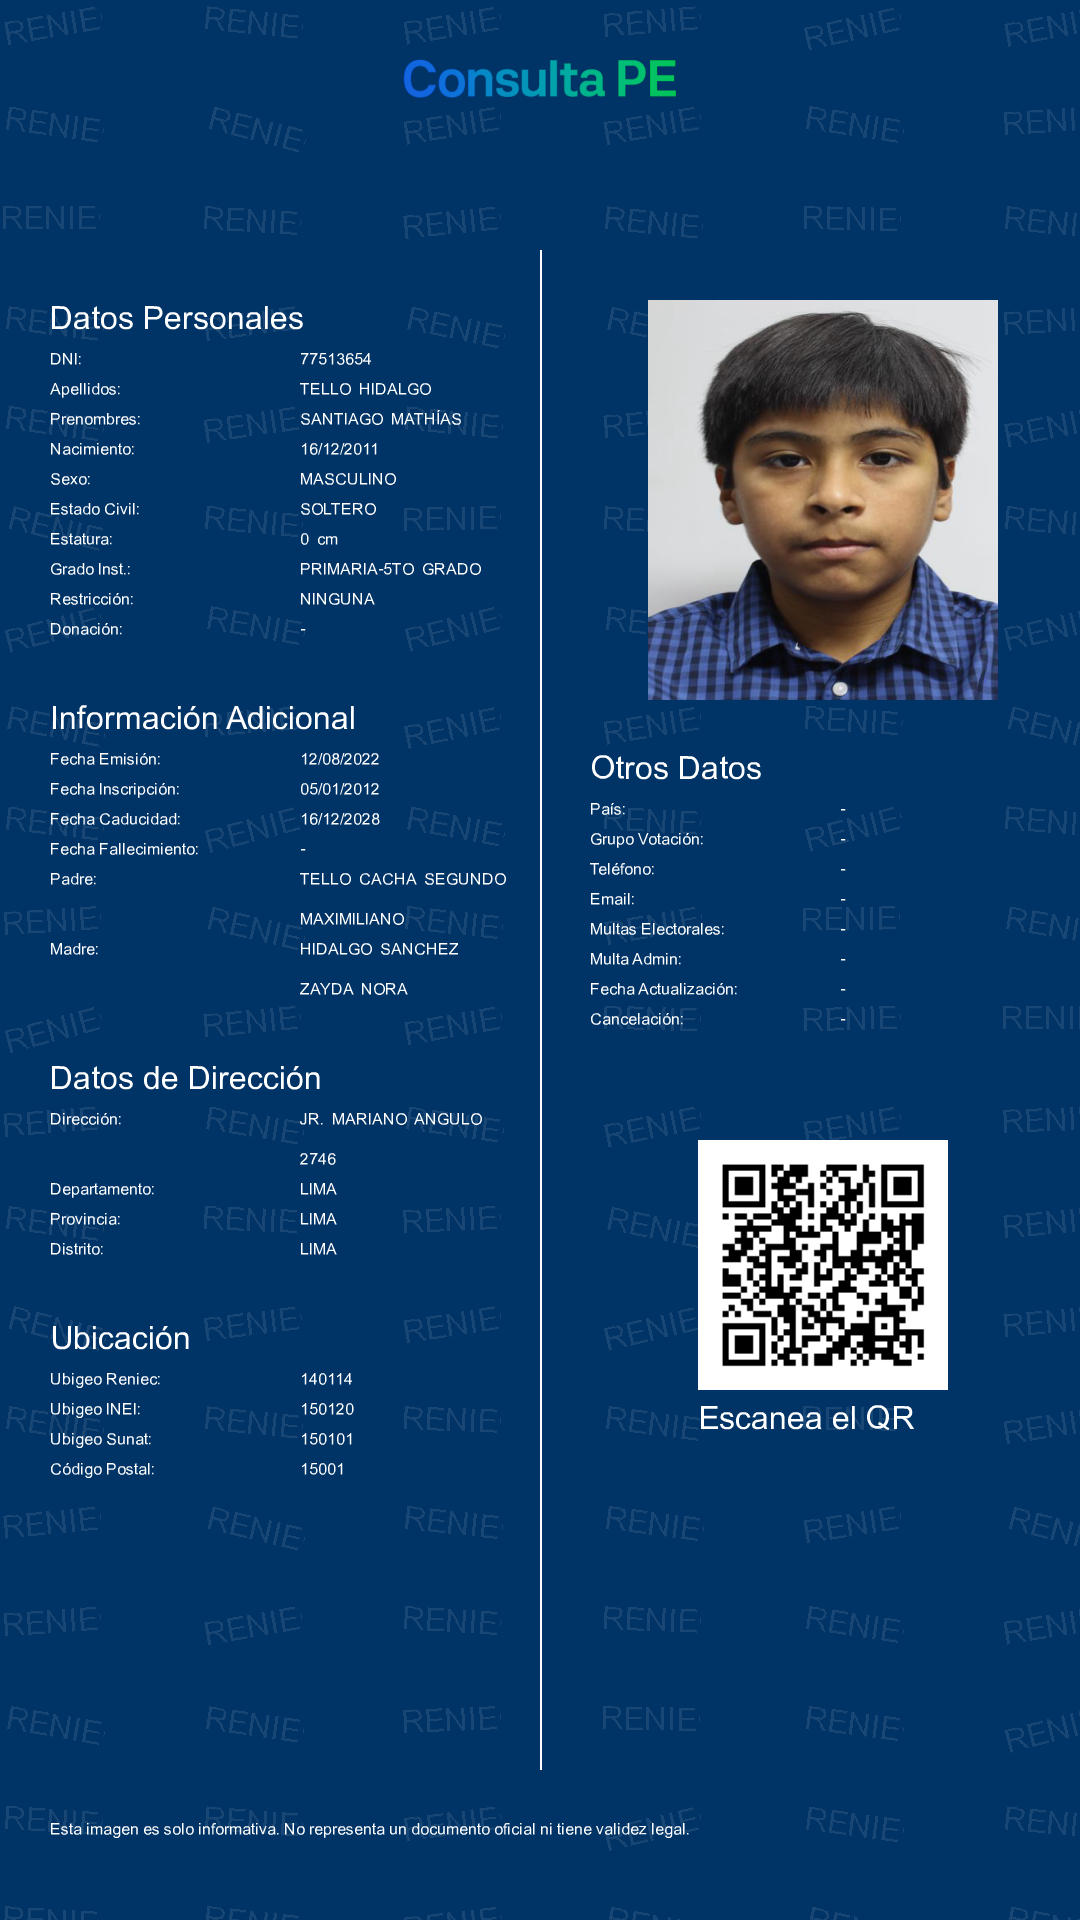 Consulta PE
Datos Personales
DNI: 77513654
Apellidos: TELLO HIDALGO
Prenombres: SANTIAGO MATHÍAS
Nacimiento: 16/12/2011
Sexo: MASCULINO
Estado Civil: SOLTERO
Estatura: 0 cm
Grado Inst.: PRIMARIA-5TO GRADO
Restricción: NINGUNA
Donación: -
Información Adicional
Fecha Emisión: 12/08/2022
Fecha Inscripción: 05/01/2012
Fecha Caducidad: 16/12/2028
Fecha Fallecimiento: -
Padre: TELLO CACHA SEGUNDO
MAXIMILIANO
Madre: HIDALGO SANCHEZ
ZAYDA NORA
Datos de Dirección
Dirección: JR. MARIANO ANGULO
2746
Departamento: LIMA
Provincia: LIMA
Distrito: LIMA
Ubicación
Ubigeo Reniec: 140114
Ubigeo INEI: 150120
Ubigeo Sunat: 150101
Código Postal: 15001
Otros Datos
País: -
Grupo Votación: -
Teléfono: -
Email: -
Multas Electorales: -
Multa Admin: -
Fecha Actualización: -
Cancelación: -
Escanea el QR
Esta imagen es solo informativa. No representa un documento oficial ni tiene validez legal.